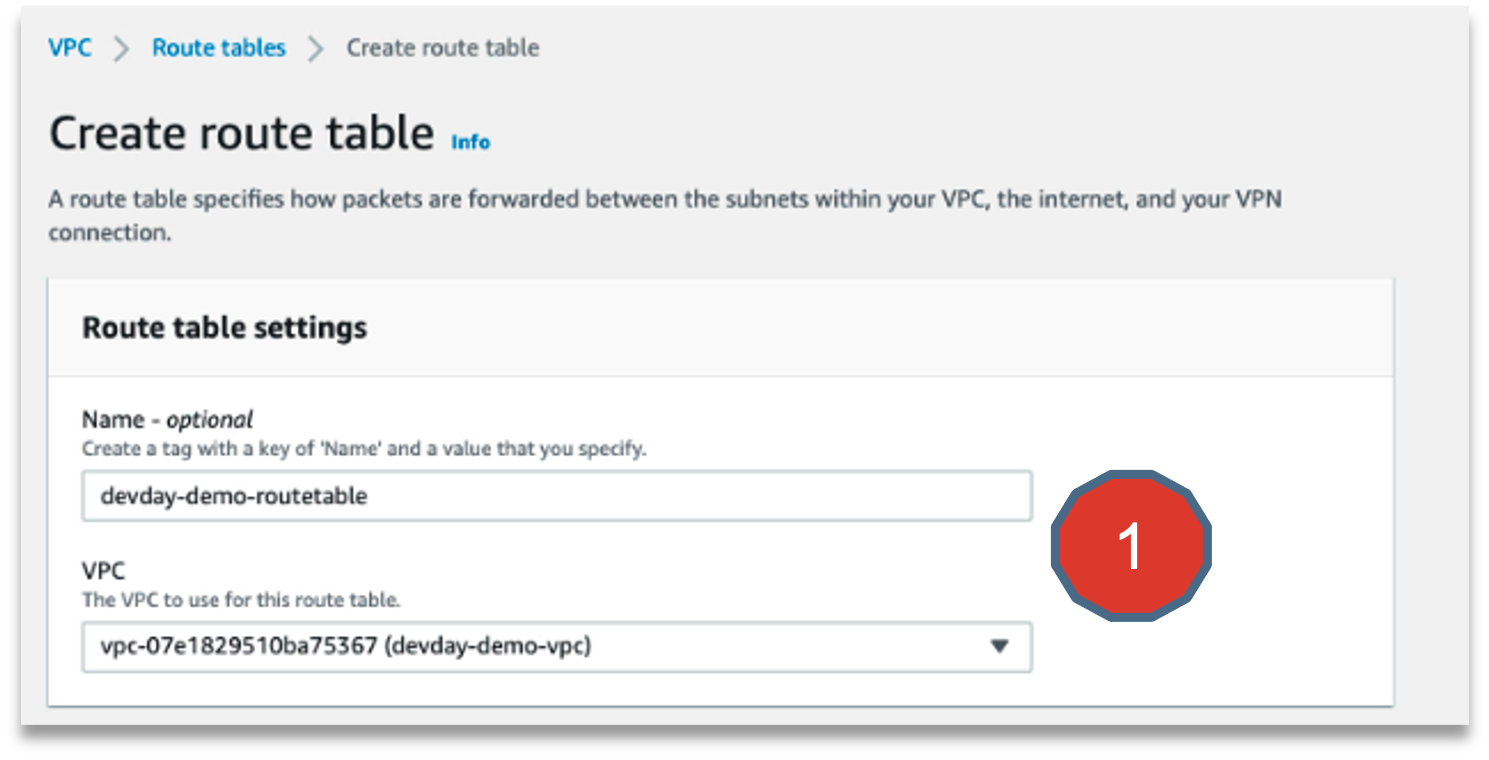 VPC > Route tables > Create route table
Create route table Info
A route table specifies how packets are forwarded between the subnets within your VPC, the internet, and your VPN
connection.
Route table settings
Name - optional
Create a tag with a key of 'Name' and a value that you specify.
devday-demo-routetable
1
VPC
The VPC to use for this route table.
vpc-07e1829510ba75367 (devday-demo-vpc)